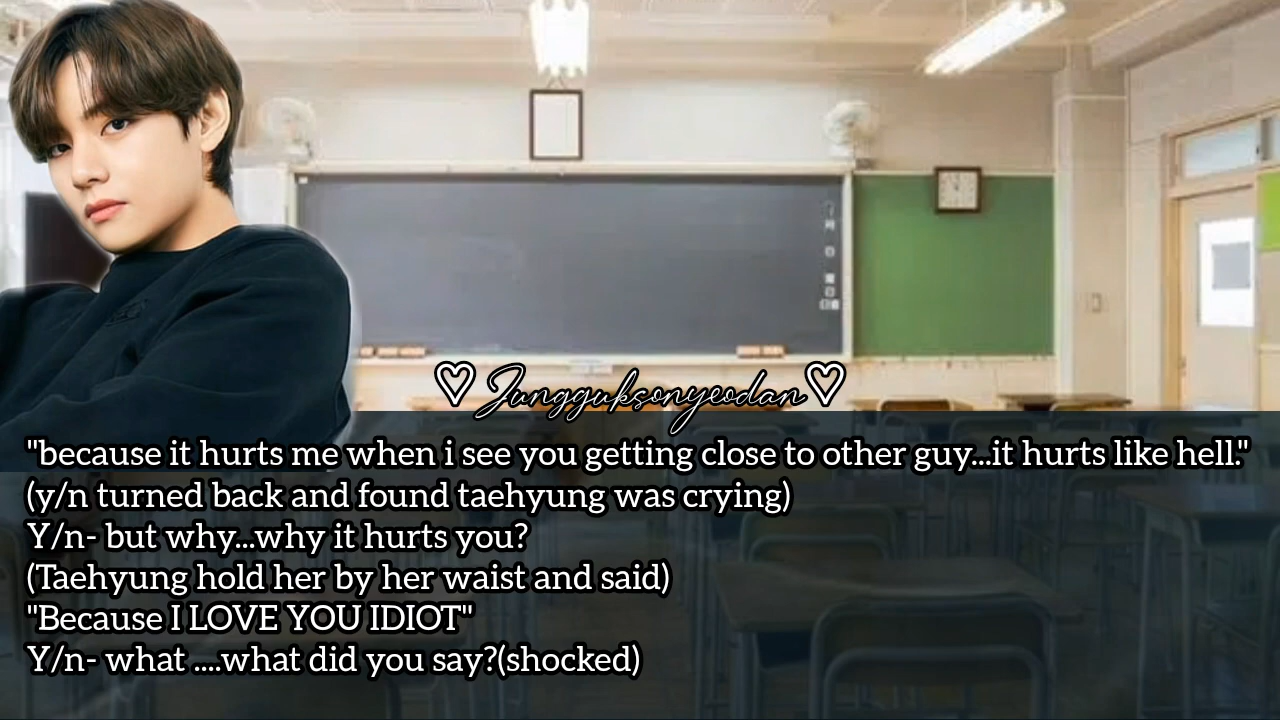 ♡ Jungguksonyeodan ♡
"because it hurts me when i see you getting close to other guy...it hurts like hell."
(y/n turned back and found taehyung was crying)
Y/n- but why...why it hurts you?
(Taehyung hold her by her waist and said)
"Because I LOVE YOU IDIOT"
Y/n- what ....what did you say?(shocked)